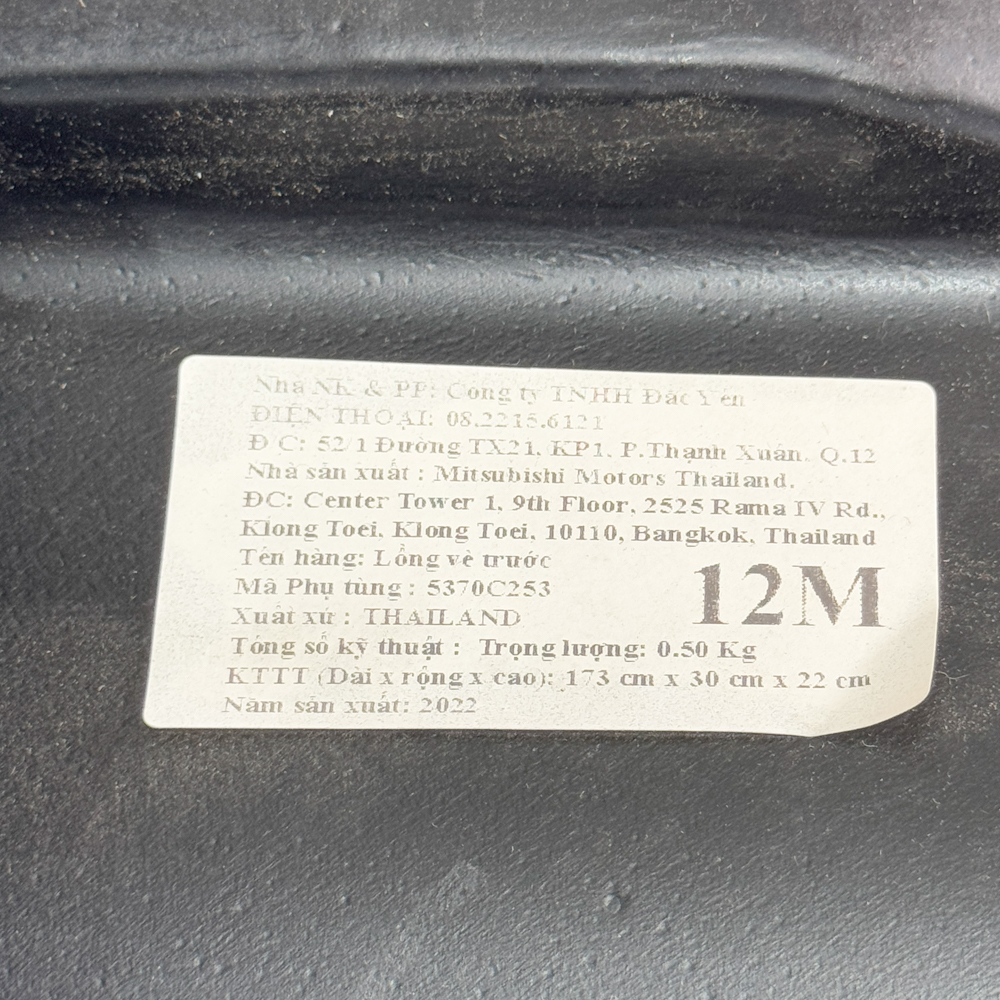 Nhà NK & PP: Công ty TNHH Đắc Yên
ĐIỆN THOẠI: 08.2215.6121
Đ C: 52/1 Đường TX21, KP1, P.Thạnh Xuân, Q.12
Nhà sản xuất : Mitsubishi Motors Thailand.
ĐC: Center Tower 1, 9th Floor, 2525 Rama IV Rd.,
Klong Toei, Klong Toei, 10110, Bangkok, Thailand
Tên hàng: Lồng vè trước
Mã Phụ tùng : 5370C253
12M
Xuất xứ : THAILAND
Tông số kỹ thuật : Trọng lượng: 0.50 Kg
KTTT (Dài x rộng x cao): 173 cm x 30 cm x 22 cm
Năm sản xuất: 2022